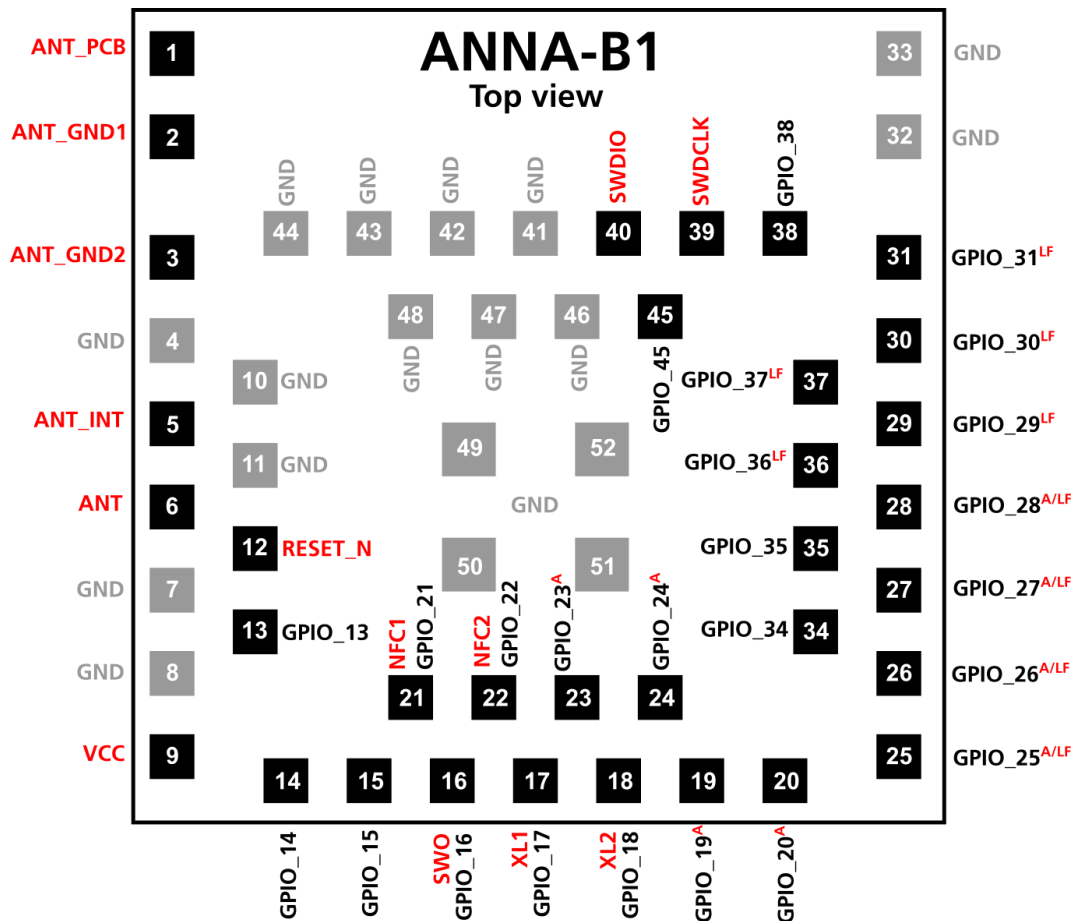 ANNA-B1
Top view
ANT_PCB 1
33 GND
ANT_GND1 2
32 GND
GND
GND
GND
GND
SWDIO
SWDCLK
GPIO_38
44 43 42 41 40 39 38
ANT_GND2 3
31 GPIO_31LF
48 47 46 45
GND
GND
GND
GPIO_45
GND 4
30 GPIO_30LF
10 GND
GPIO_37LF 37
ANT_INT 5
29 GPIO_29LF
49 52
11 GND
GPIO_36LF 36
ANT 6
GND
28 GPIO_28A/LF
12 RESET_N
GPIO_35 35
50 51
GND 7
27 GPIO_27A/LF
13 GPIO_13
GPIO_34 34
NFC1
GPIO_21
NFC2
GPIO_22
GPIO_23A
GPIO_24A
GND 8
26 GPIO_26A/LF
21 22 23 24
VCC 9
25 GPIO_25A/LF
14 15 16 17 18 19 20
GPIO_14
GPIO_15
SWO
GPIO_16
XL1
GPIO_17
XL2
GPIO_18
GPIO_19A
GPIO_20A